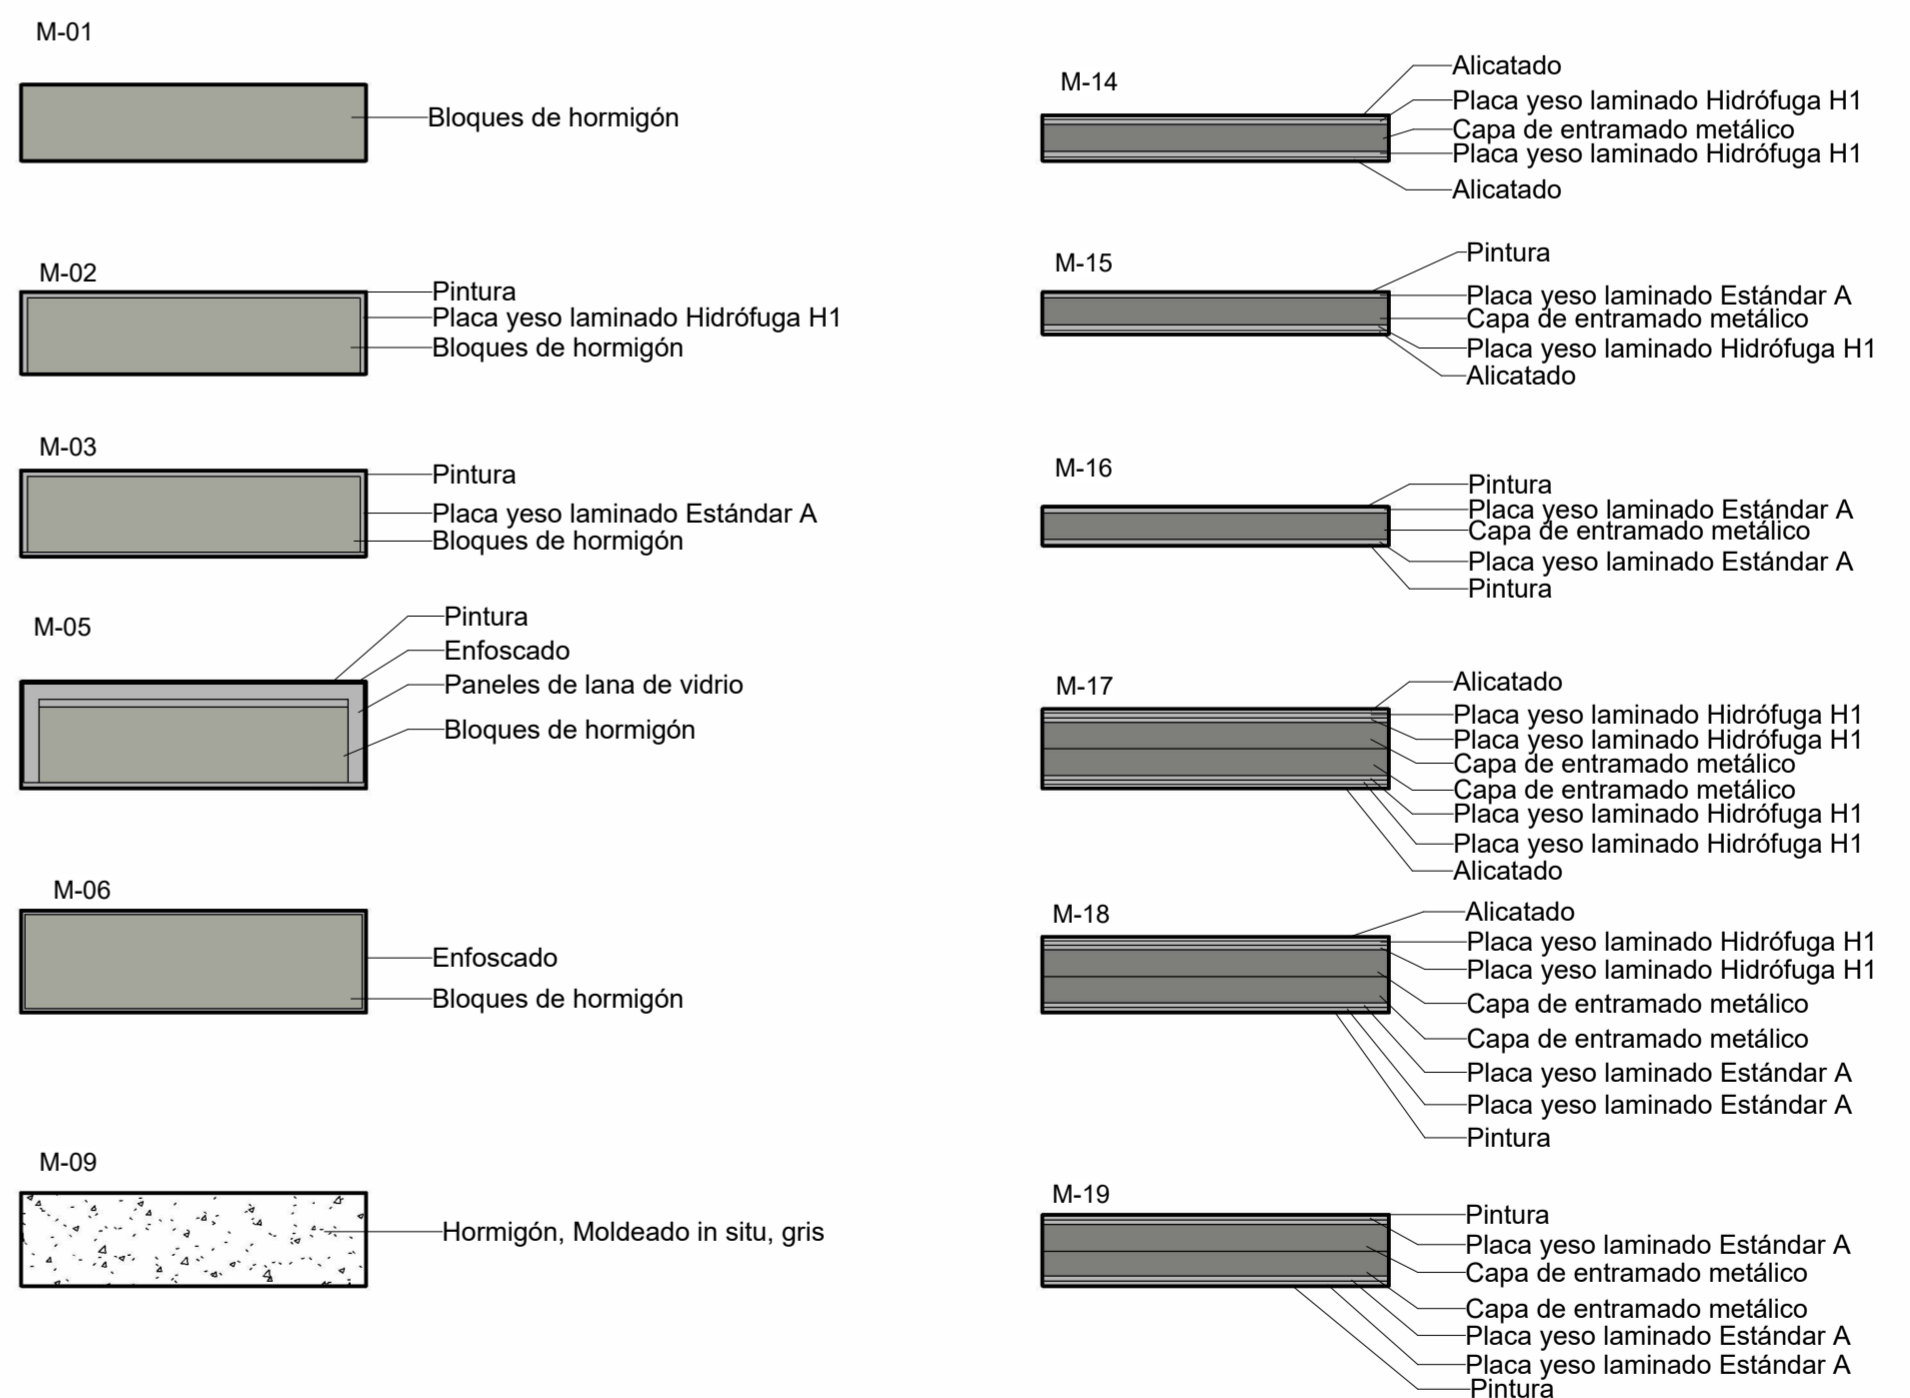 M-01
Bloques de hormigón
M-02
Pintura
Placa yeso laminado Hidrófuga H1
Bloques de hormigón
M-03
Pintura
Placa yeso laminado Estándar A
Bloques de hormigón
M-05
Pintura
Enfoscado
Paneles de lana de vidrio
Bloques de hormigón
M-06
Enfoscado
Bloques de hormigón
M-09
Hormigón, Moldeado in situ, gris
M-14
Alicatado
Placa yeso laminado Hidrófuga H1
Capa de entramado metálico
Placa yeso laminado Hidrófuga H1
Alicatado
M-15
Pintura
Placa yeso laminado Estándar A
Capa de entramado metálico
Placa yeso laminado Hidrófuga H1
Alicatado
M-16
Pintura
Placa yeso laminado Estándar A
Capa de entramado metálico
Placa yeso laminado Estándar A
Pintura
M-17
Alicatado
Placa yeso laminado Hidrófuga H1
Placa yeso laminado Hidrófuga H1
Capa de entramado metálico
Capa de entramado metálico
Placa yeso laminado Hidrófuga H1
Placa yeso laminado Hidrófuga H1
Alicatado
M-18
Alicatado
Placa yeso laminado Hidrófuga H1
Placa yeso laminado Hidrófuga H1
Capa de entramado metálico
Capa de entramado metálico
Placa yeso laminado Estándar A
Placa yeso laminado Estándar A
Pintura
M-19
Pintura
Placa yeso laminado Estándar A
Capa de entramado metálico
Capa de entramado metálico
Placa yeso laminado Estándar A
Placa yeso laminado Estándar A
Pintura